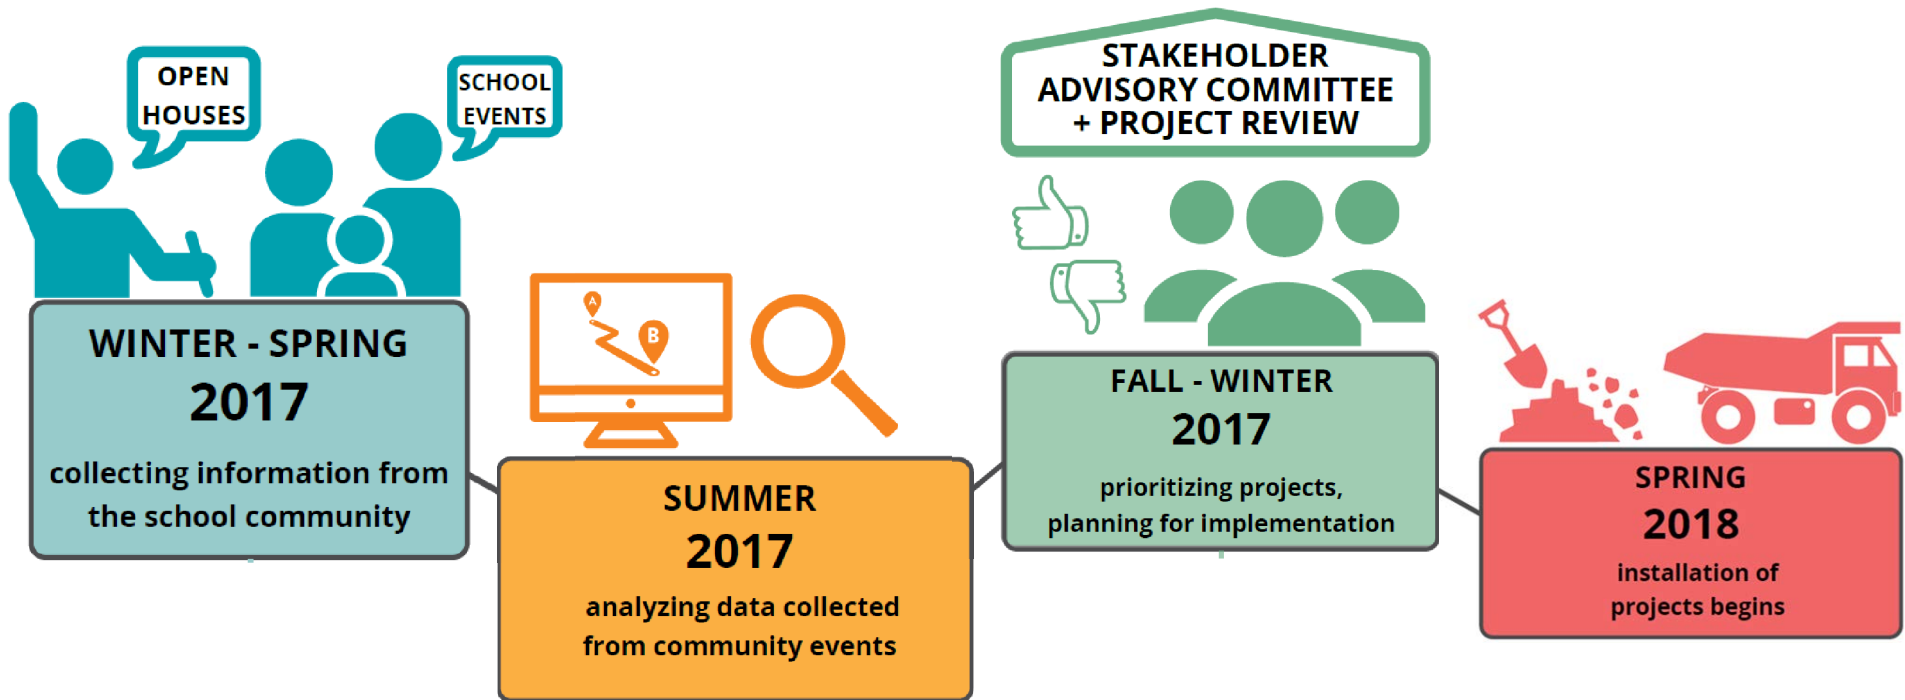 OPEN
HOUSES
SCHOOL
EVENTS
WINTER - SPRING
2017
collecting information from
the school community
A
B
SUMMER
2017
analyzing data collected
from community events
STAKEHOLDER
ADVISORY COMMITTEE
+ PROJECT REVIEW
FALL - WINTER
2017
prioritizing projects,
planning for implementation
SPRING
2018
installation of
projects begins